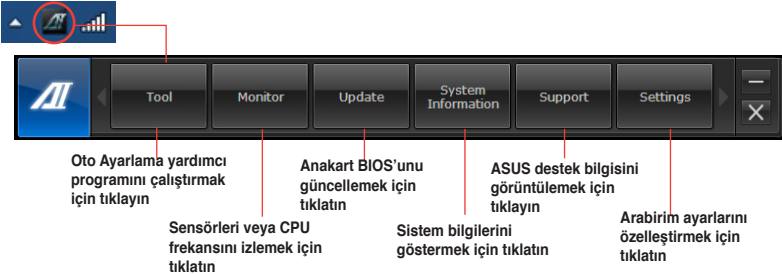 Tool
Monitor
Update
System
Information
Support
Settings
Oto Ayarlama yardımcı
programını çalıştırmak
için tıklayın
Sensörleri veya CPU
frekansını izlemek için
tıklatın
Anakart BIOS'unu
güncellemek için
tıklatın
Sistem bilgilerini
göstermek için tıklatın
ASUS destek bilgisini
görüntülemek için
tıklayın
Arabirim ayarlarını
özelleştirmek için
tıklatın